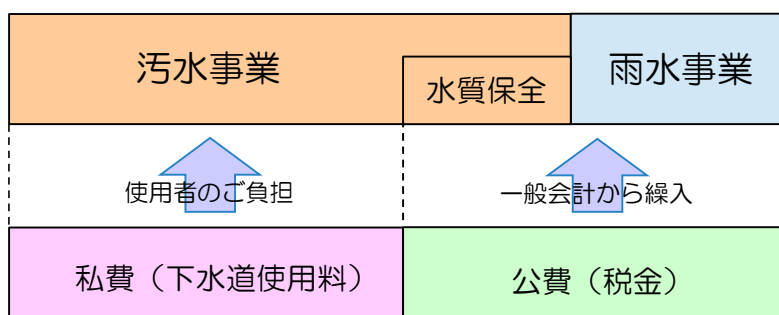 汚水事業
水質保全
雨水事業
使用者のご負担
一般会計から繰入
私費（下水道使用料）
公費（税金）